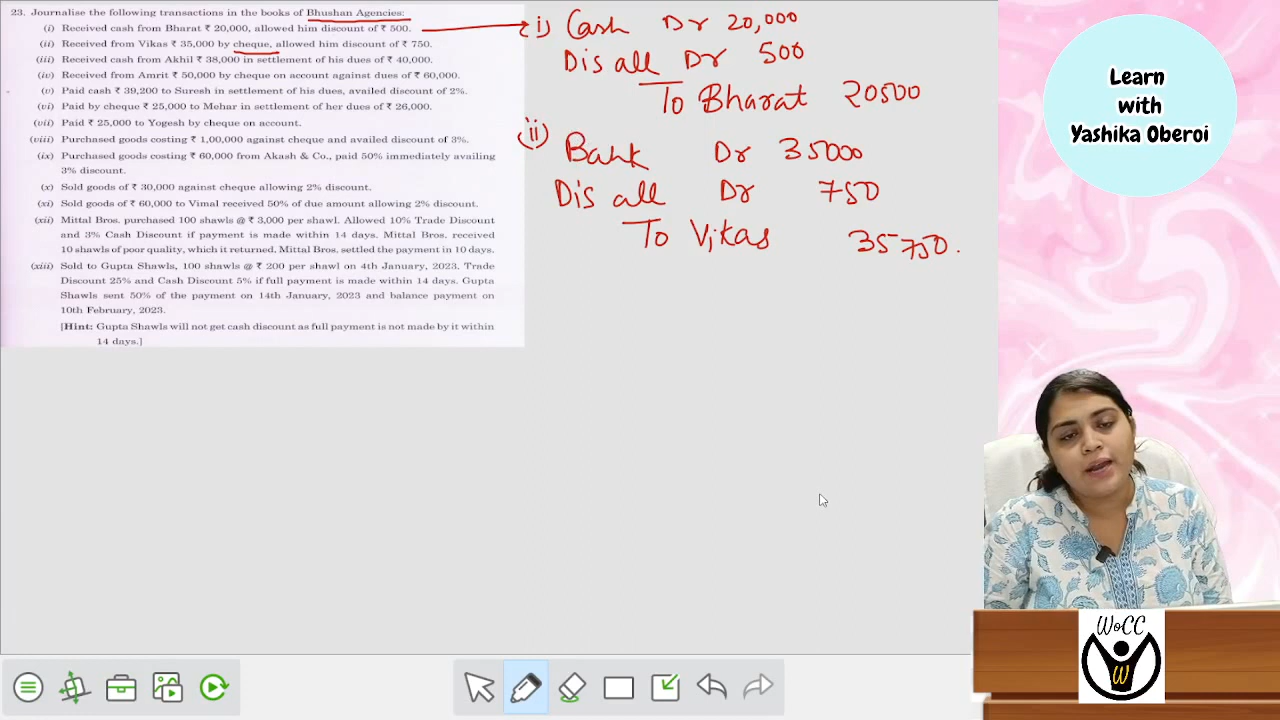 23. Journalise the following transactions in the books of Bhushan Agencies:
(i) Received cash from Bharat ₹ 20,000, allowed him discount of ₹ 500.
(ii) Received from Vikas ₹ 35,000 by cheque, allowed him discount of ₹ 750.
(iii) Received cash from Akhil ₹ 38,000 in settlement of his dues of ₹ 40,000.
(iv) Received from Amrit ₹ 50,000 by cheque on account against dues of ₹ 60,000.
(v) Paid cash ₹ 39,200 to Suresh in settlement of his dues, availed discount of 2%.
(vi) Paid by cheque ₹ 25,000 to Mehar in settlement of her dues of ₹ 26,000.
(vii) Paid ₹ 25,000 to Yogesh by cheque on account.
(viii) Purchased goods costing ₹ 1,00,000 against cheque and availed discount of 3%.
(ix) Purchased goods costing ₹ 60,000 from Akash & Co., paid 50% immediately availing
3% discount.
(x) Sold goods of ₹ 30,000 against cheque allowing 2% discount.
(xi) Sold goods of ₹ 60,000 to Vimal received 50% of due amount allowing 2% discount.
(xii) Mittal Bros. purchased 100 shawls @ ₹ 3,000 per shawl. Allowed 10% Trade Discount
and 3% Cash Discount if payment is made within 14 days. Mittal Bros. received
10 shawls of poor quality, which it returned. Mittal Bros. settled the payment in 10 days.
(xiii) Sold to Gupta Shawls, 100 shawls @ ₹ 200 per shawl on 4th January, 2023. Trade
Discount 25% and Cash Discount 5% if full payment is made within 14 days. Gupta
Shawls sent 50% of the payment on 14th January, 2023 and balance payment on
10th February, 2023.
[Hint: Gupta Shawls will not get cash discount as full payment is not made by it within
14 days.]
(i) Cash Dr 20,000
Dis all Dr 500
To Bharat 20500
(ii) Bank Dr 35000
Dis all Dr 750
To Vikas 35750.
Learn
with
Yashika Oberoi
WoCC
W